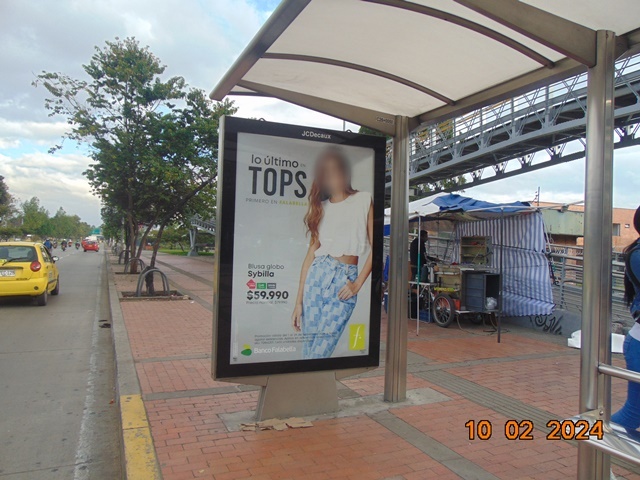 JCDecaux
lo último en
TOPS
PRIMERO EN FALABELLA
Blusa globo
Sybilla
$59.990
Banco Falabella
f.
10 02 2024